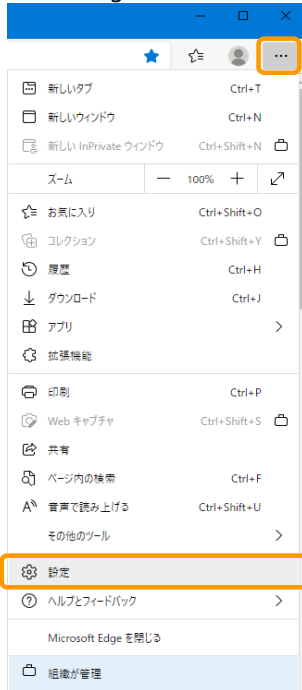 新しいタブ Ctrl+T
新しいウィンドウ Ctrl+N
新しい InPrivate ウィンドウ Ctrl+Shift+N
ズーム — 100% +
お気に入り Ctrl+Shift+O
コレクション Ctrl+Shift+Y
履歴 Ctrl+H
ダウンロード Ctrl+J
アプリ
拡張機能
印刷 Ctrl+P
Web キャプチャ Ctrl+Shift+S
共有
ページ内の検索 Ctrl+F
音声で読み上げる Ctrl+Shift+U
その他のツール
設定
ヘルプとフィードバック
Microsoft Edge を閉じる
組織が管理